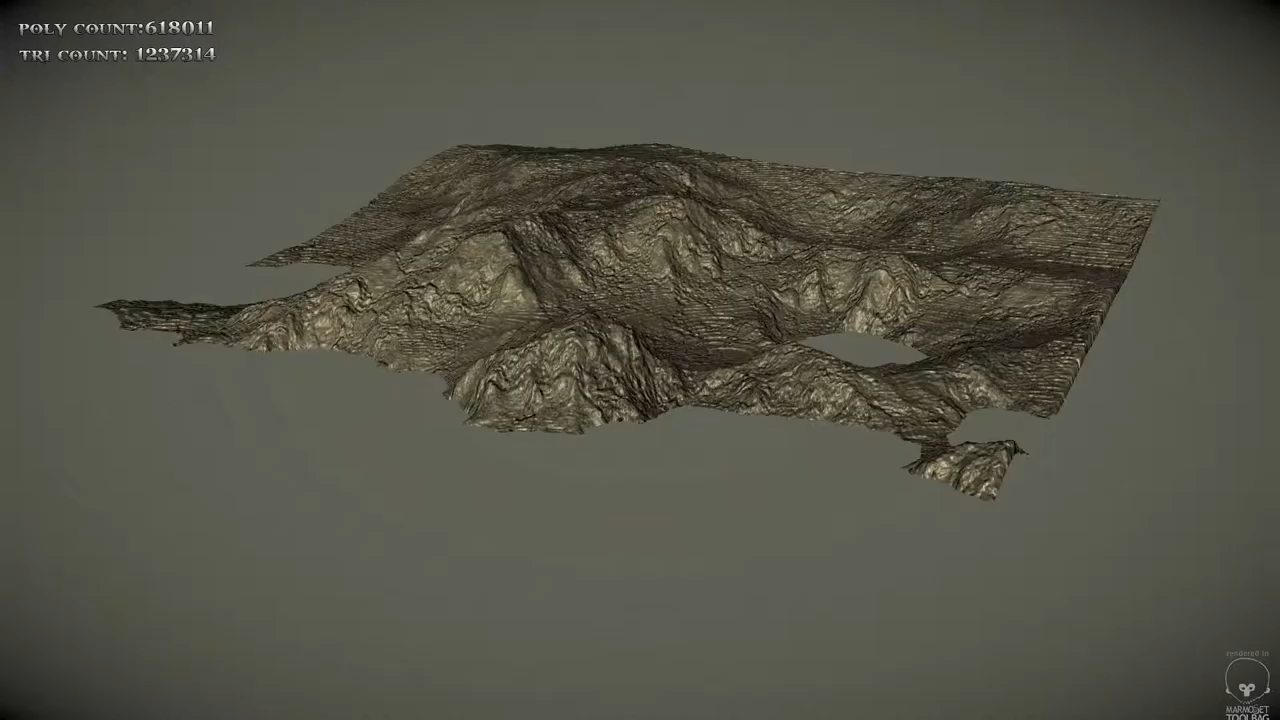 POLY COUNT:618011
TRI COUNT: 1237314
rendered in
MARMOSET
TOOLBAG